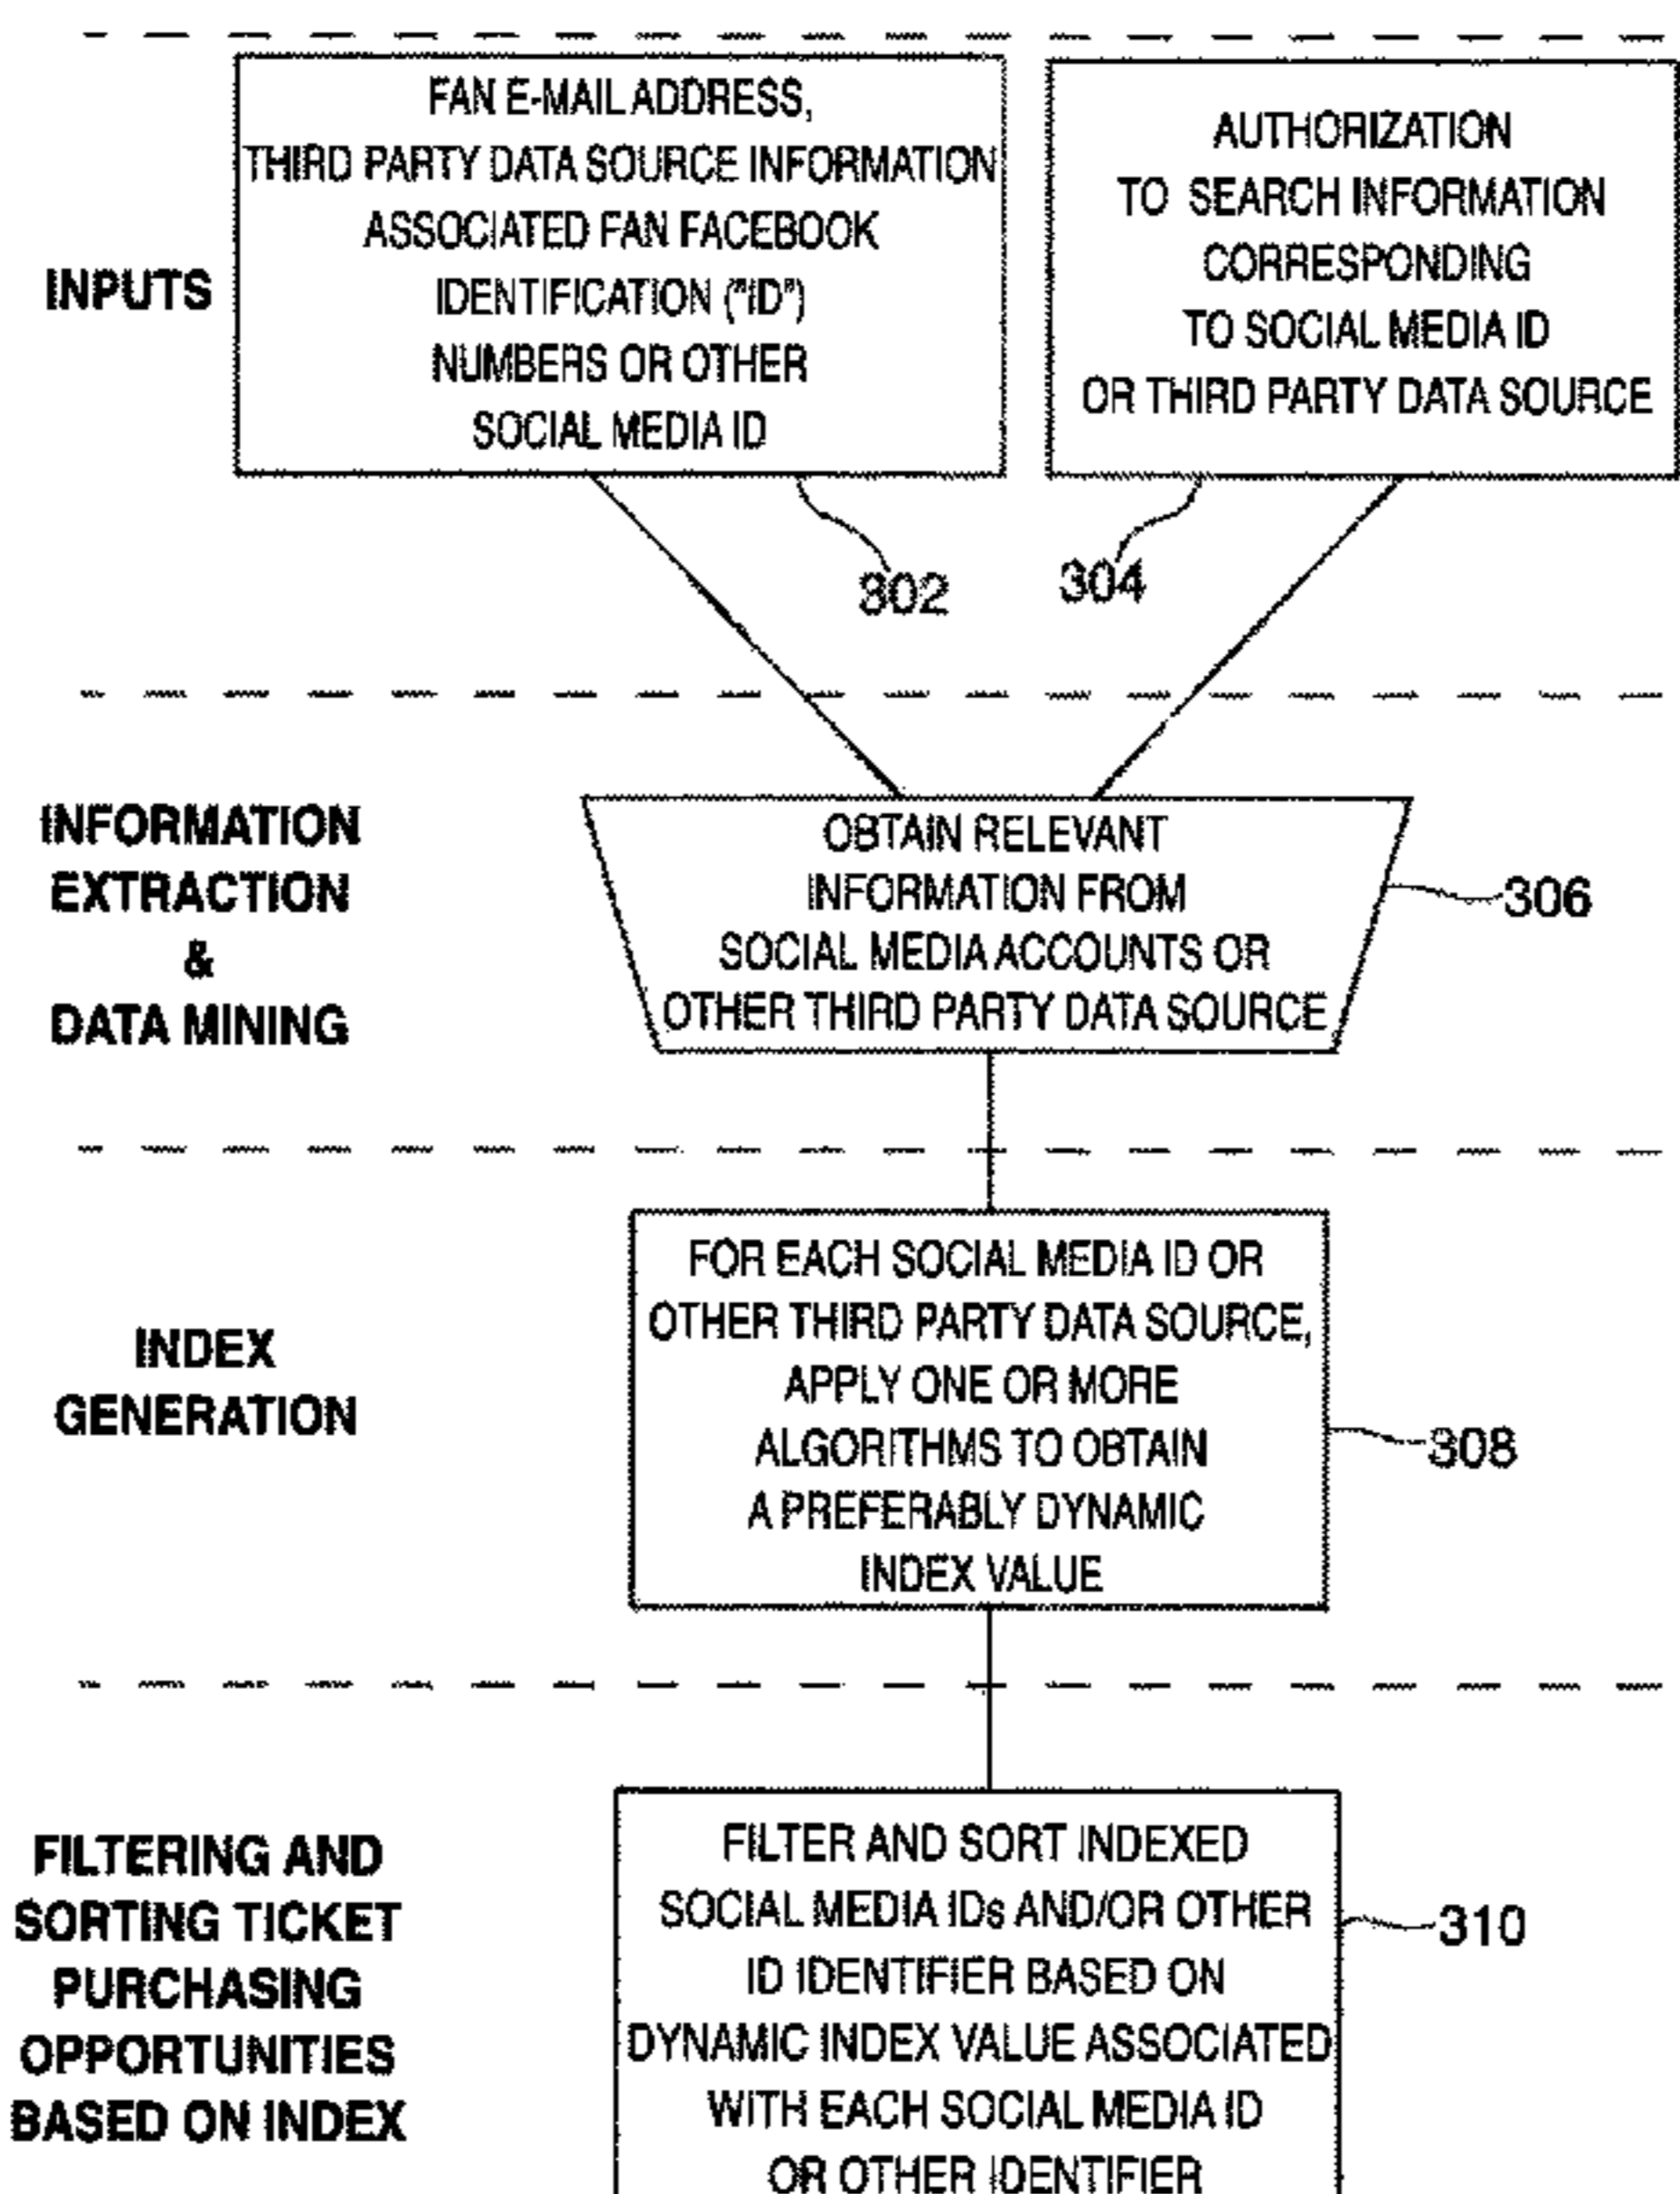 INPUTS
FAN E-MAIL ADDRESS,
THIRD PARTY DATA SOURCE INFORMATION
ASSOCIATED FAN FACEBOOK
IDENTIFICATION ("ID")
NUMBERS OR OTHER
SOCIAL MEDIA ID
302
AUTHORIZATION
TO SEARCH INFORMATION
CORRESPONDING
TO SOCIAL MEDIA ID
OR THIRD PARTY DATA SOURCE
304
INFORMATION
EXTRACTION
&
DATA MINING
OBTAIN RELEVANT
INFORMATION FROM
SOCIAL MEDIA ACCOUNTS OR
OTHER THIRD PARTY DATA SOURCE
306
INDEX
GENERATION
FOR EACH SOCIAL MEDIA ID OR
OTHER THIRD PARTY DATA SOURCE,
APPLY ONE OR MORE
ALGORITHMS TO OBTAIN
A PREFERABLY DYNAMIC
INDEX VALUE
308
FILTERING AND
SORTING TICKET
PURCHASING
OPPORTUNITIES
BASED ON INDEX
FILTER AND SORT INDEXED
SOCIAL MEDIA IDs AND/OR OTHER
ID IDENTIFIER BASED ON
DYNAMIC INDEX VALUE ASSOCIATED
WITH EACH SOCIAL MEDIA ID
OR OTHER IDENTIFIER
310